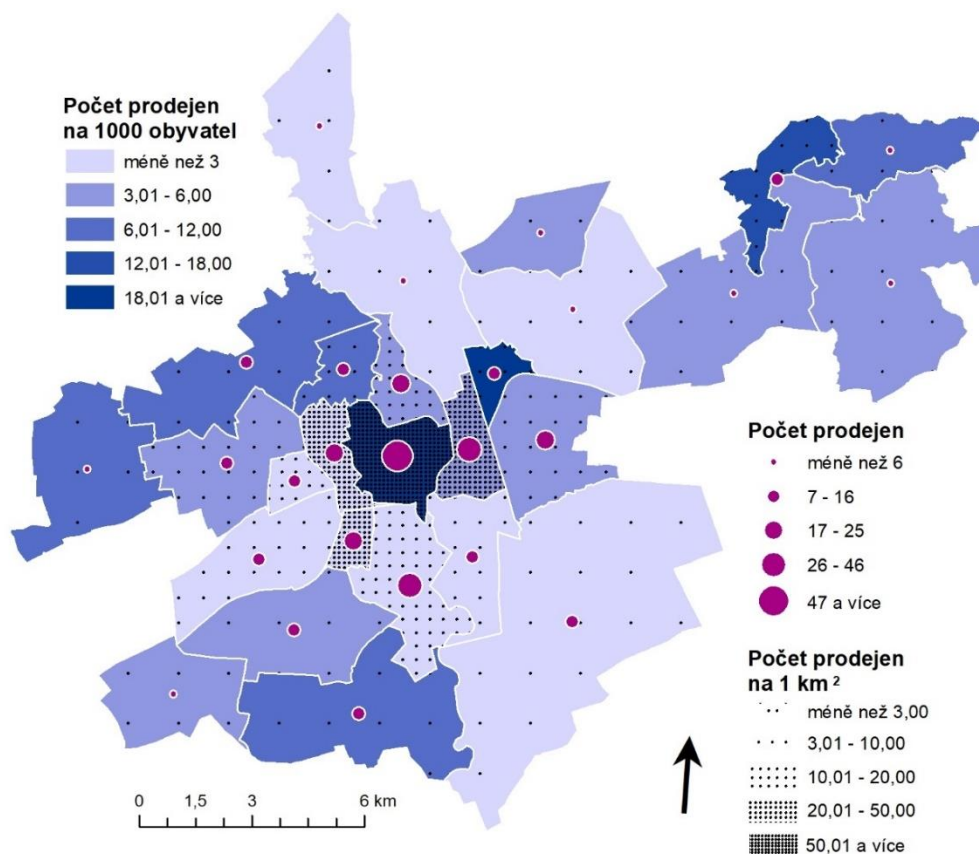 Počet prodejen
na 1000 obyvatel
méně než 3
3,01 - 6,00
6,01 - 12,00
12,01 - 18,00
18,01 a více
Počet prodejen
méně než 6
7 - 16
17 - 25
26 - 46
47 a více
Počet prodejen
na 1 km²
méně než 3,00
3,01 - 10,00
10,01 - 20,00
20,01 - 50,00
50,01 a více
0 1,5 3 6 km